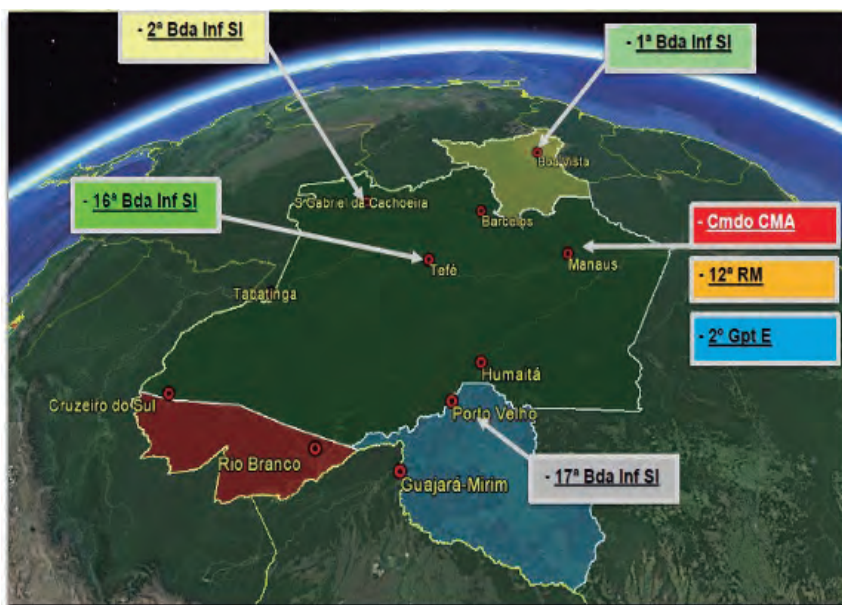 - 2ª Bda Inf Sl
- 1ª Bda Inf Sl
Boa Vista
- 16ª Bda Inf Sl
S Gabriel da Cachoeira
Barcelos
- Cmdo CMA
Tefé
Manaus
- 12ª RM
Tabatinga
- 2º Gpt E
Humaitá
Cruzeiro do Sul
Porto Velho
Rio Branco
- 17ª Bda Inf Sl
Guajará-Mirim